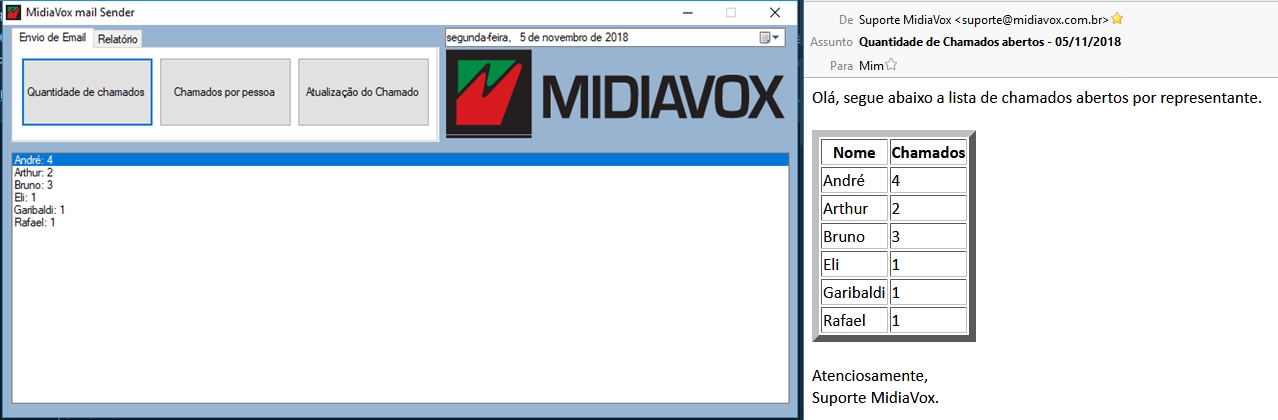 MidiaVox mail Sender
Envio de Email Relatório
segunda-feira, 5 de novembro de 2018
Quantidade de chamados Chamados por pessoa Atualização do Chamado
MIDIAVOX
André: 4
Arthur: 2
Bruno: 3
Eli: 1
Garibaldi: 1
Rafael: 1
De Suporte MidiaVox <suporte@midiavox.com.br>
Assunto Quantidade de Chamados abertos - 05/11/2018
Para Mim
Olá, segue abaixo a lista de chamados abertos por representante.
Nome Chamados
André 4
Arthur 2
Bruno 3
Eli 1
Garibaldi 1
Rafael 1
Atenciosamente,
Suporte MidiaVox.